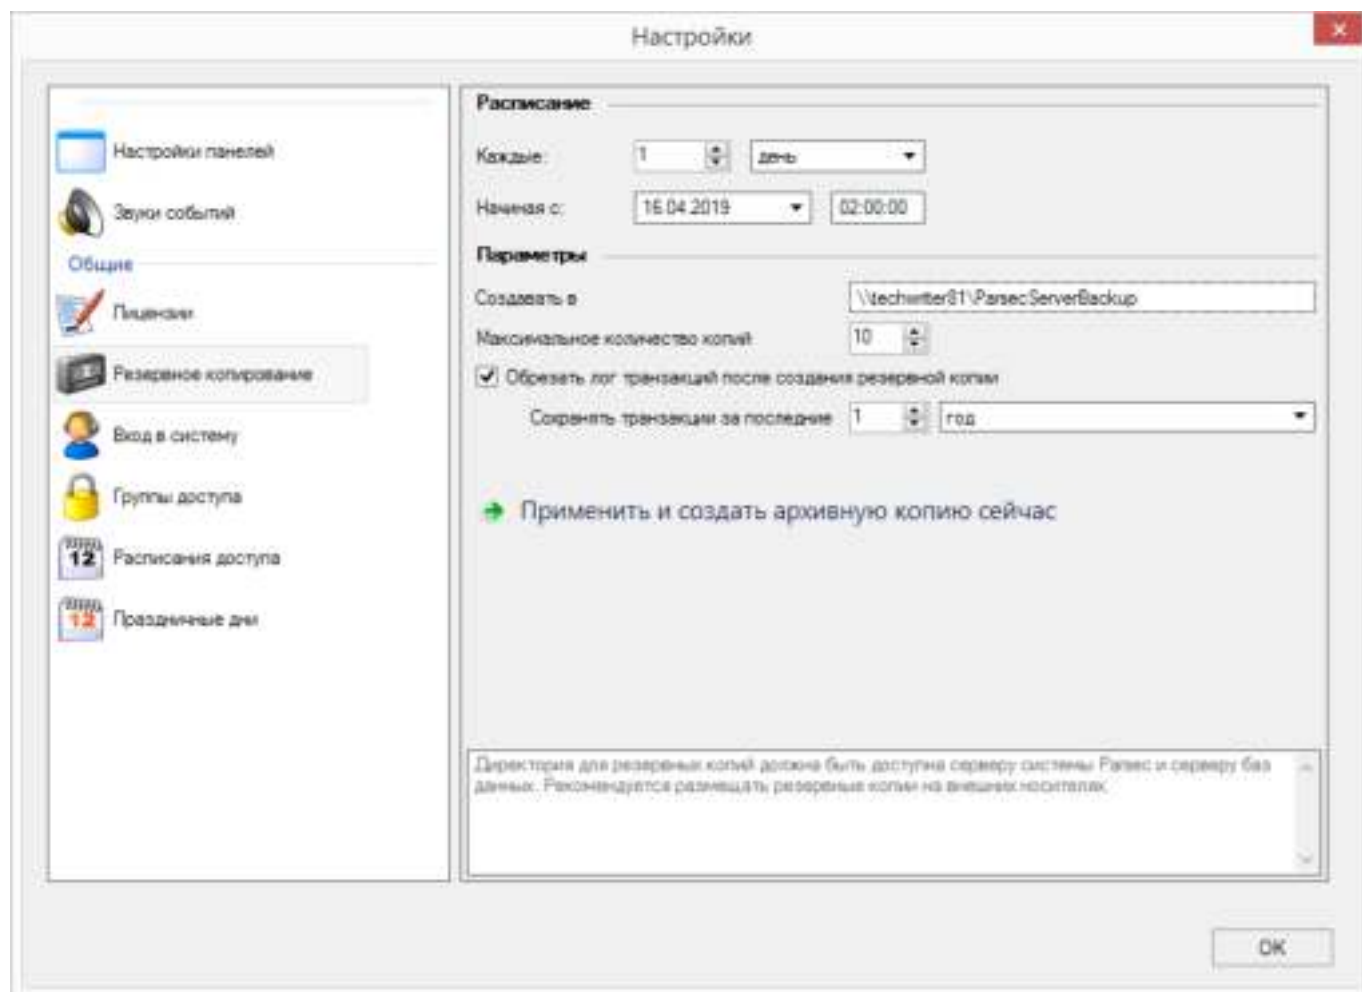 Настройки
Настройки панелей
Звуки событий
Общие
Лицензии
Резервное копирование
Вход в систему
Группы доступа
12
Расписания доступа
12
Праздничные дни
Расписание
Каждые:
1
день
Начиная с:
16.04.2019
02:00:00
Параметры
Создавать в
\\techwriter81\ParsecServerBackup
Максимальное количество копий
10
Обрезать лог транзакций после создания резервной копии
Сохранять транзакции за последние
1
год
Применить и создать архивную копию сейчас
Директория для резервных копий должна быть доступна серверу системы Parsec и серверу баз
данных. Рекомендуется размещать резервные копии на внешних носителях.
OK